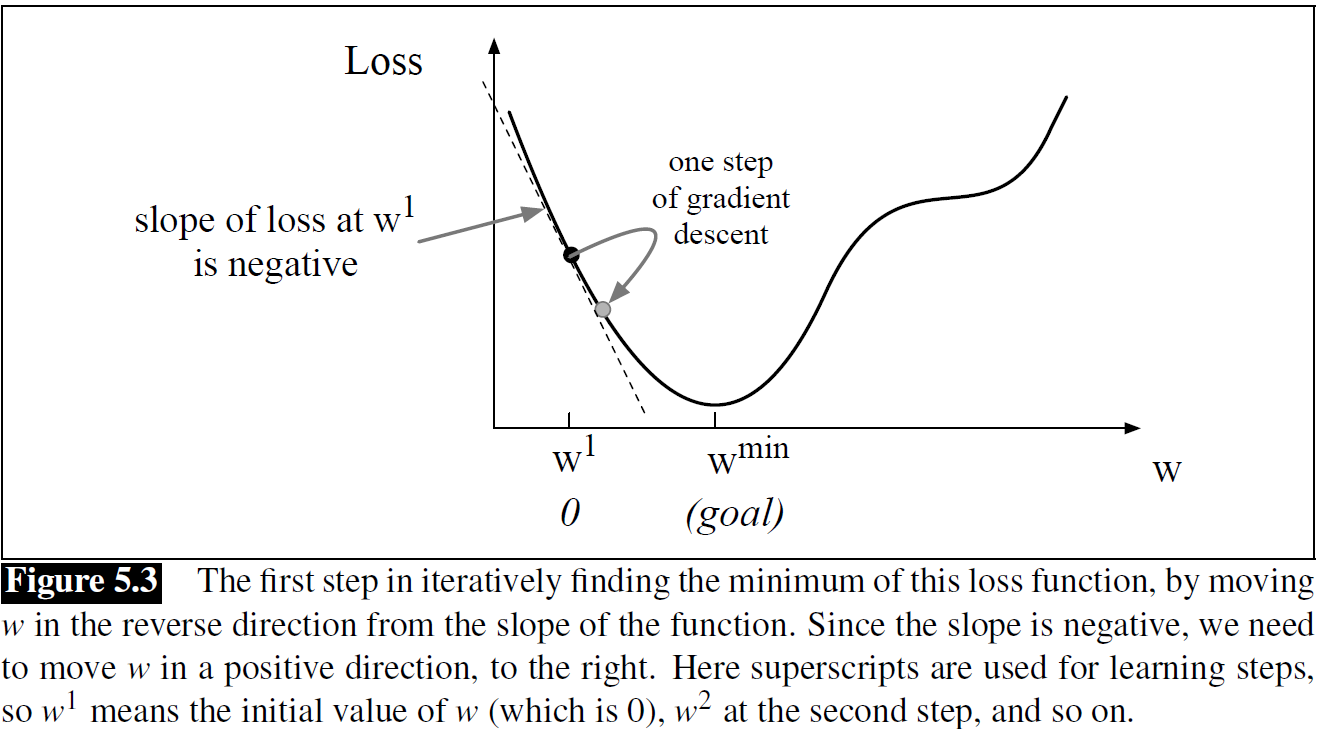 Loss
one step
of gradient
descent
slope of loss at w¹
is negative
w¹
wᵐⁱⁿ
w
0
(goal)
Figure 5.3 The first step in iteratively finding the minimum of this loss function, by moving
w in the reverse direction from the slope of the function. Since the slope is negative, we need
to move w in a positive direction, to the right. Here superscripts are used for learning steps,
so w¹ means the initial value of w (which is 0), w² at the second step, and so on.